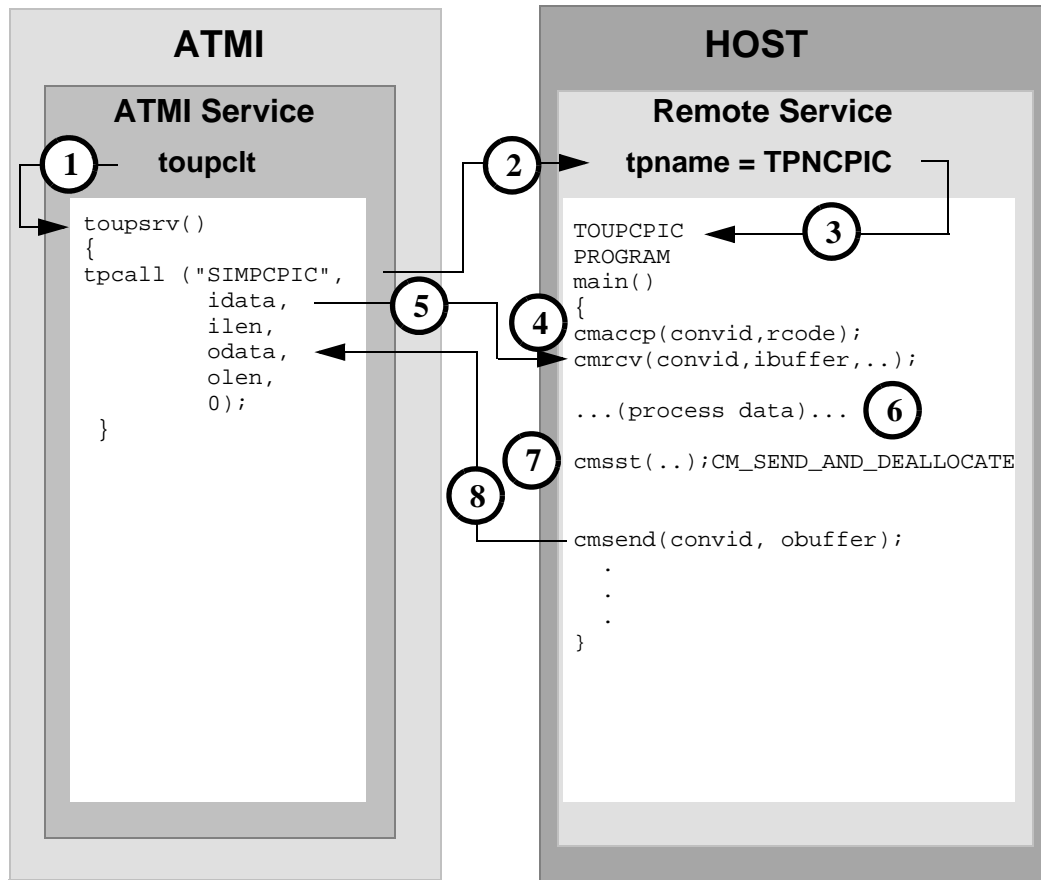 ATMI
ATMI Service
1
toupclt
toupsrv()
{
tpcall ("SIMPCPIC",
idata,
ilen,
odata,
olen,
0);
}
5
8
HOST
Remote Service
2
tpname = TPNCPIC
3
TOUPCPIC
PROGRAM
main()
{
4
cmaccp(convid,rcode);
cmrcv(convid,ibuffer,..);
...(process data)...
6
7
cmsst(..);CM_SEND_AND_DEALLOCATE
cmsend(convid, obuffer);
.
.
.
}